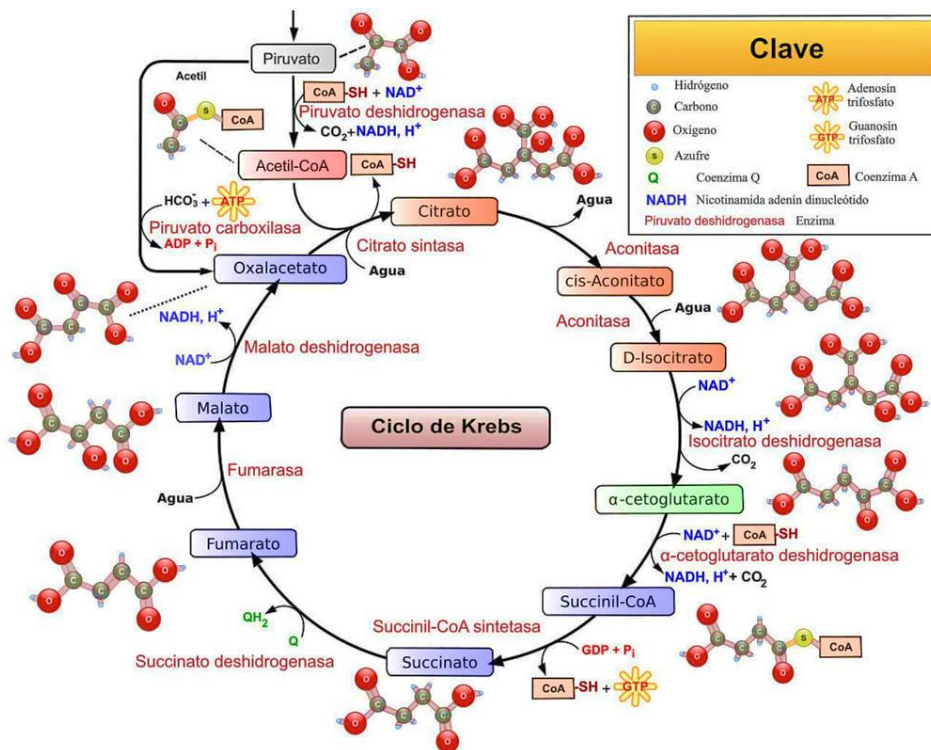 Clave
Hidrógeno
Carbono
Oxígeno
Azufre
Q Coenzima Q
ATP Adenosín
trifosfato
GTP Guanosín
trifosfato
CoA Coenzima A
NADH Nicotinamida adenín dinucleótido
Piruvato deshidrogenasa Enzima
Piruvato
Acetil
S CoA
CoA-SH + NAD⁺
Piruvato deshidrogenasa
CO₂+NADH, H⁺
Acetil-CoA
CoA-SH
HCO₃⁻ + ATP
Piruvato carboxilasa
ADP + Pi
Citrato
Agua
Citrato sintasa
Agua
Aconitasa
Oxalacetato
cis-Aconitato
Aconitasa
Agua
NADH, H⁺
NAD⁺
Malato deshidrogenasa
D-Isocitrato
NAD⁺
NADH, H⁺
Isocitrato deshidrogenasa
CO₂
Malato
Ciclo de Krebs
Fumarasa
Agua
α-cetoglutarato
NAD⁺ + CoA-SH
α-cetoglutarato deshidrogenasa
NADH, H⁺ + CO₂
Fumarato
Succinil-CoA
QH₂
Q
Succinato deshidrogenasa
Succinil-CoA sintetasa
GDP + Pi
CoA-SH + GTP
Succinato
S CoA